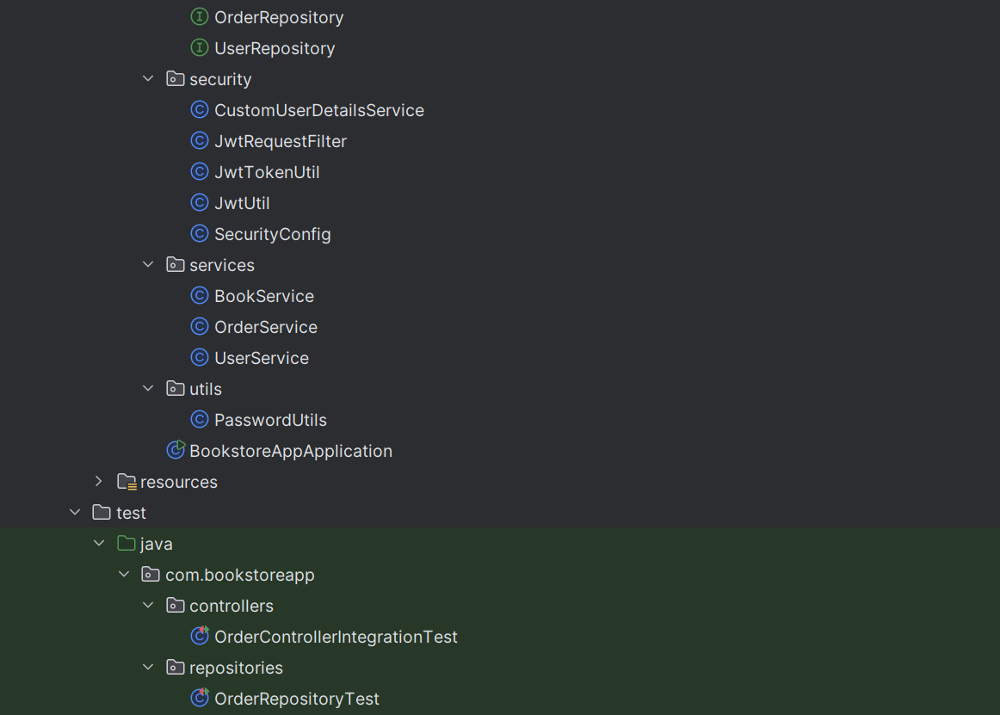 OrderRepository
UserRepository
security
CustomUserDetailsService
JwtRequestFilter
JwtTokenUtil
JwtUtil
SecurityConfig
services
BookService
OrderService
UserService
utils
PasswordUtils
BookstoreAppApplication
resources
test
java
com.bookstoreapp
controllers
OrderControllerIntegrationTest
repositories
OrderRepositoryTest